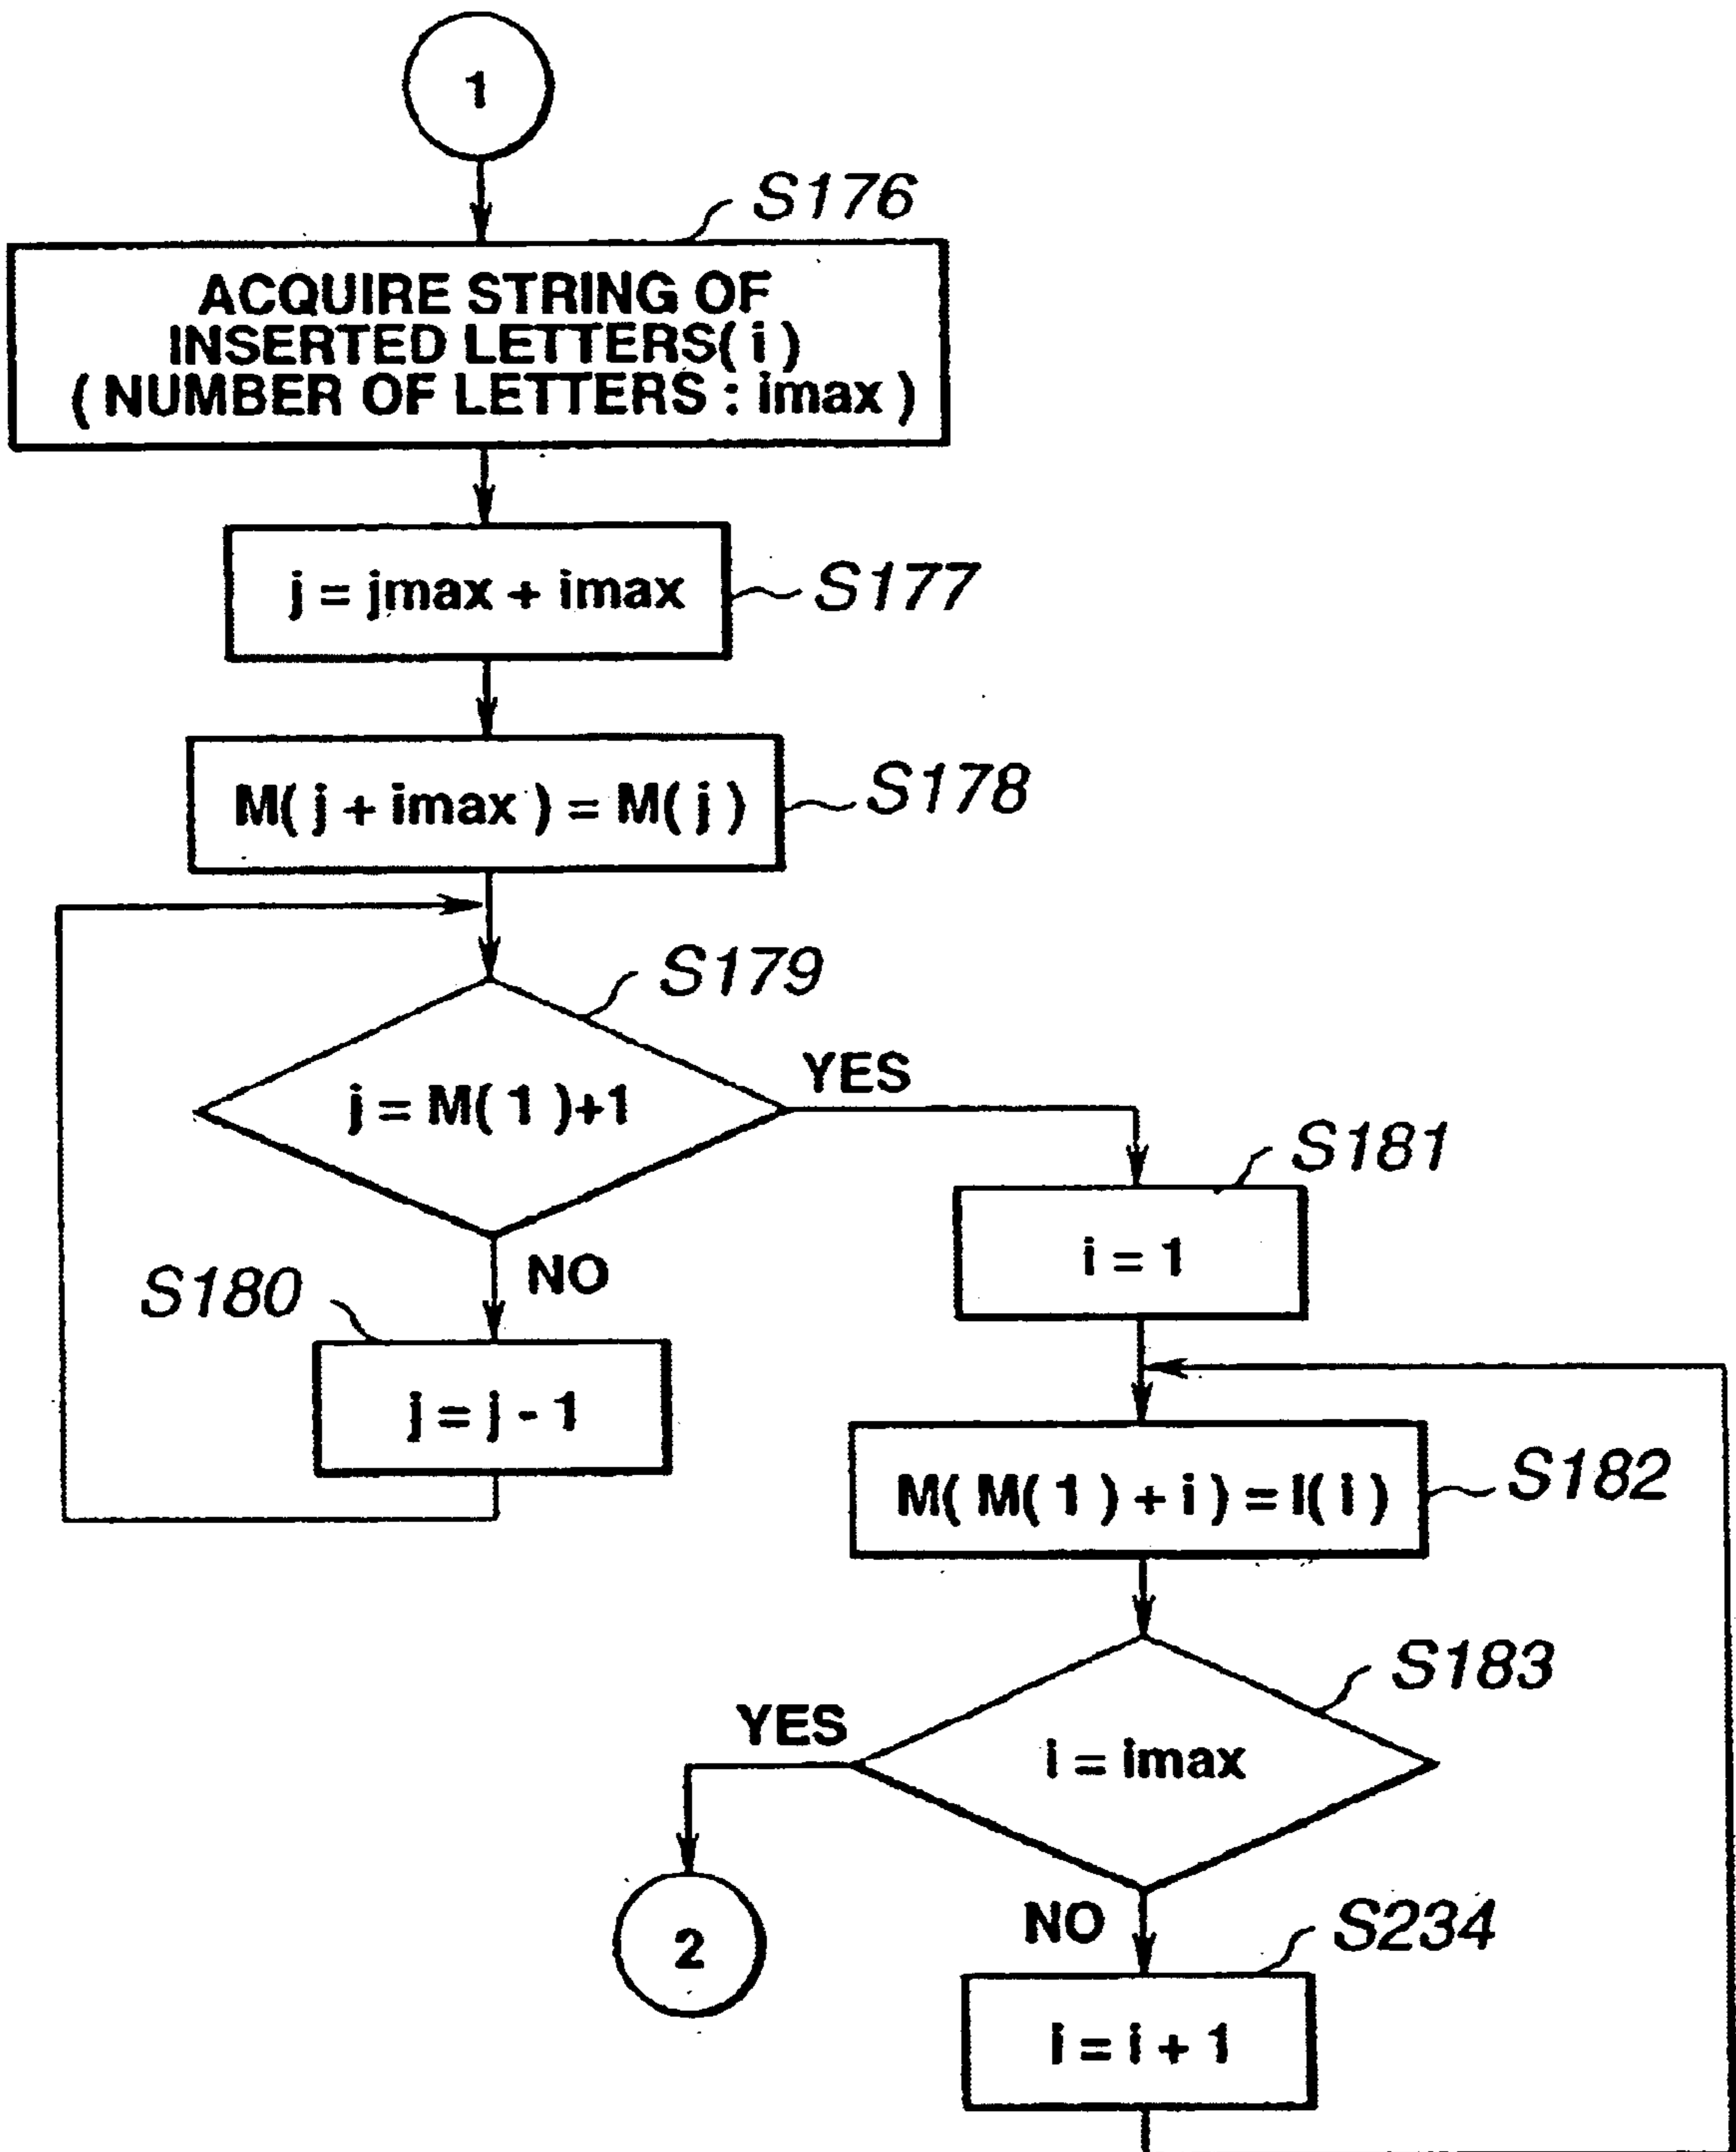 1
S176
ACQUIRE STRING OF
INSERTED LETTERS( i )
( NUMBER OF LETTERS : imax )
j = jmax + imax
S177
M( j + imax ) = M( j )
S178
S179
j = M( 1 )+1
YES
NO
S180
j = j - 1
S181
i = 1
M( M( 1 ) + i ) = I( i )
S182
S183
i = imax
YES
2
NO
S234
i = i + 1